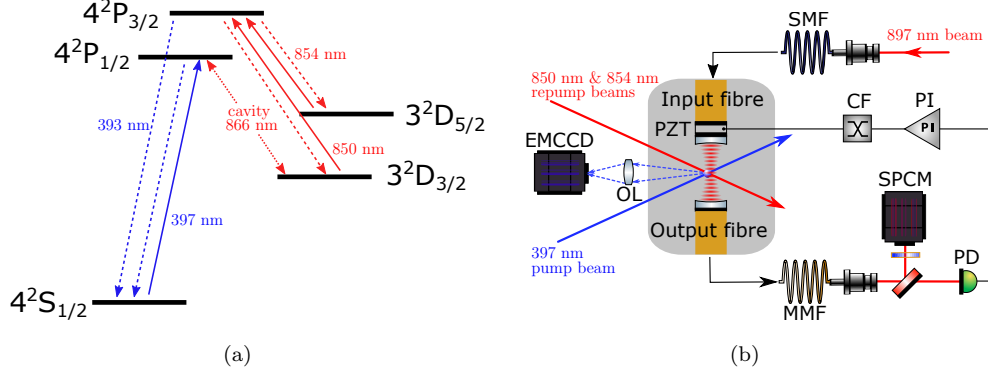 4²P₃/₂
4²P₁/₂
854 nm
cavity
866 nm
393 nm
3²D₅/₂
850 nm
3²D₃/₂
397 nm
4²S₁/₂
(a)
SMF
897 nm beam
850 nm & 854 nm
repump beams
Input fibre
PZT
CF
PI
PI
EMCCD
OL
SPCM
Output fibre
397 nm
pump beam
PD
MMF
(b)